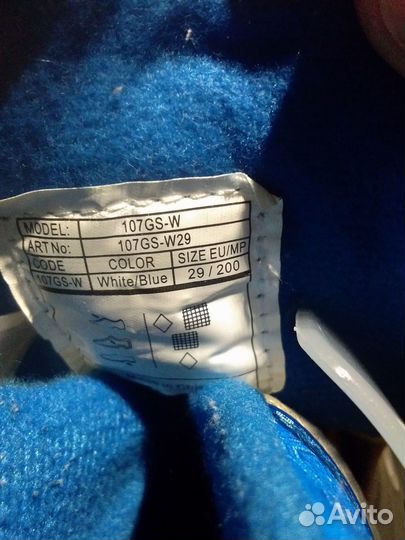 MODEL: 107GS-W
ART No: 107GS-W29
CODE COLOR SIZE EU/MP
107GS-W White/Blue 29 / 200
Avito